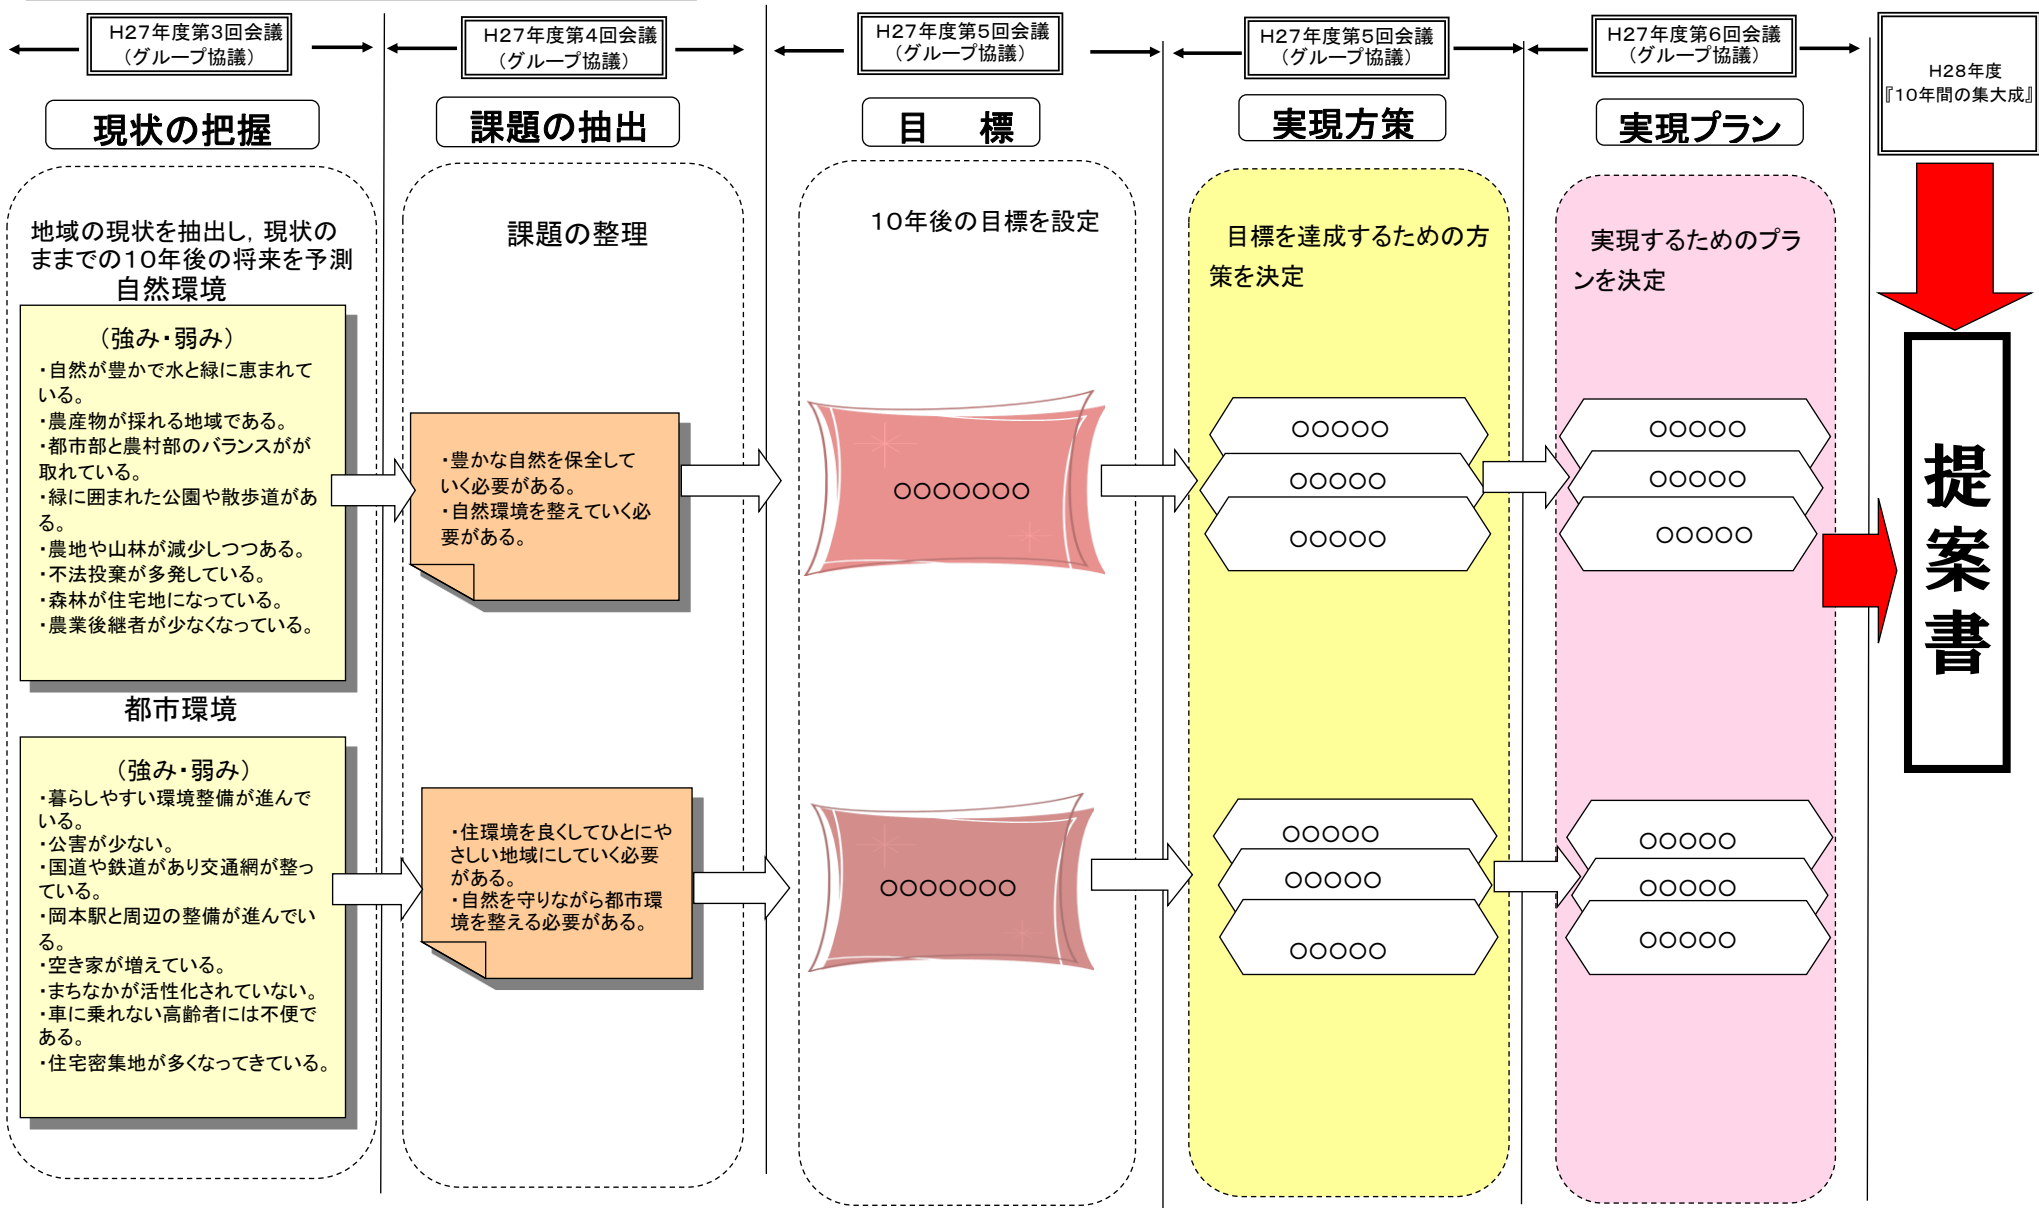 H27年度第3回会議
(グループ協議)
現状の把握
地域の現状を抽出し, 現状の
ままでの10年後の将来を予測
自然環境
(強み・弱み)
・自然が豊かで水と緑に恵まれて
いる。
・農産物が採れる地域である。
・都市部と農村部のバランスがが
取れている。
・緑に囲まれた公園や散歩道があ
る。
・農地や山林が減少しつつある。
・不法投棄が多発している。
・森林が住宅地になっている。
・農業後継者が少なくなっている。
都市環境
(強み・弱み)
・暮らしやすい環境整備が進んで
いる。
・公害が少ない。
・国道や鉄道があり交通網が整っ
ている。
・岡本駅と周辺の整備が進んでい
る。
・空き家が増えている。
・まちなかが活性化されていない。
・車に乗れない高齢者には不便で
ある。
・住宅密集地が多くなってきている。
H27年度第4回会議
(グループ協議)
課題の抽出
課題の整理
・豊かな自然を保全して
いく必要がある。
・自然環境を整えていく必
要がある。
・住環境を良くしてひとにや
さしい地域にしていく必要
がある。
・自然を守りながら都市環
境を整える必要がある。
H27年度第5回会議
(グループ協議)
目 標
10年後の目標を設定
○○○○○○○
○○○○○○○
H27年度第5回会議
(グループ協議)
実現方策
目標を達成するための方
策を決定
○○○○○
○○○○○
○○○○○
○○○○○
○○○○○
○○○○○
H27年度第6回会議
(グループ協議)
実現プラン
実現するためのプラ
ンを決定
○○○○○
○○○○○
○○○○○
○○○○○
○○○○○
○○○○○
H28年度
『10年間の集大成』
提案書